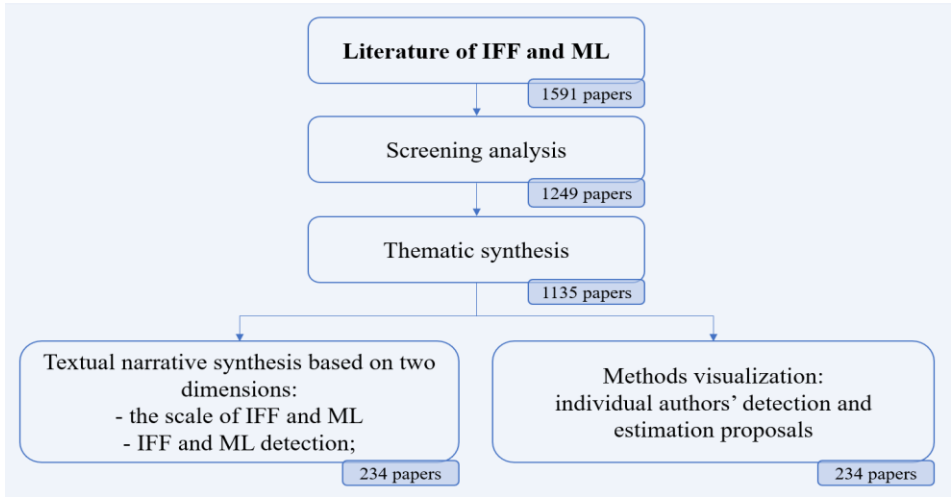 Literature of IFF and ML
1591 papers
Screening analysis
1249 papers
Thematic synthesis
1135 papers
Textual narrative synthesis based on two
dimensions:
- the scale of IFF and ML
- IFF and ML detection;
234 papers
Methods visualization:
individual authors’ detection and
estimation proposals
234 papers